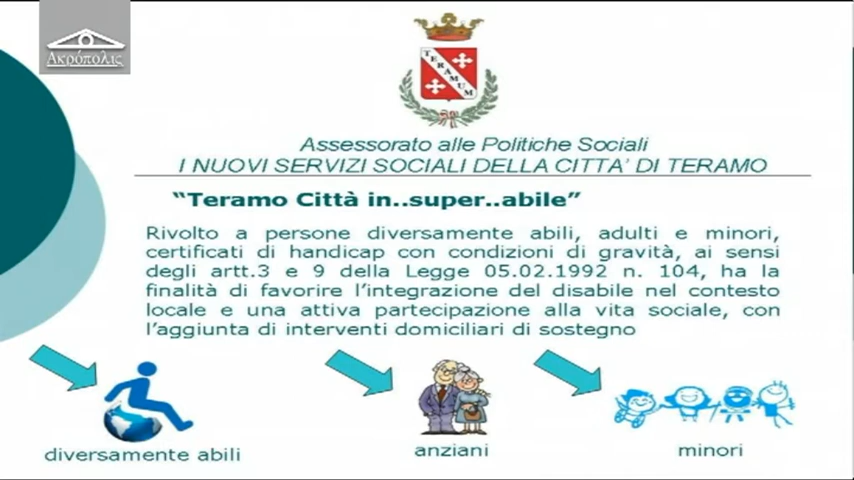 Ακρόπολις
TERAMUM
Assessorato alle Politiche Sociali
I NUOVI SERVIZI SOCIALI DELLA CITTA’ DI TERAMO
“Teramo Città in..super..abile”
Rivolto a persone diversamente abili, adulti e minori,
certificati di handicap con condizioni di gravità, ai sensi
degli artt.3 e 9 della Legge 05.02.1992 n. 104, ha la
finalità di favorire l’integrazione del disabile nel contesto
locale e una attiva partecipazione alla vita sociale, con
l’aggiunta di interventi domiciliari di sostegno
diversamente abili
anziani
minori